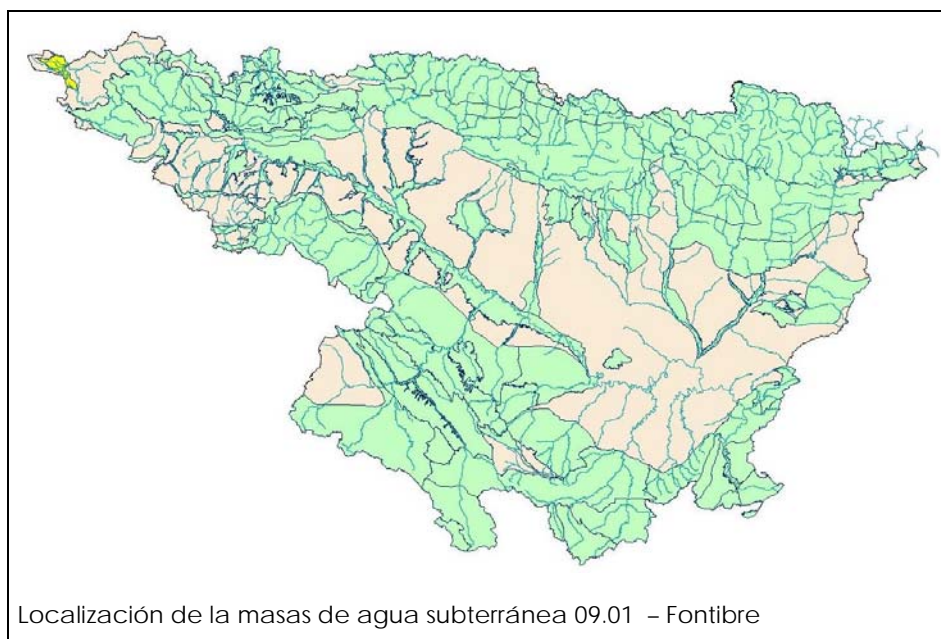 Localización de la masas de agua subterránea 09.01 – Fontibre